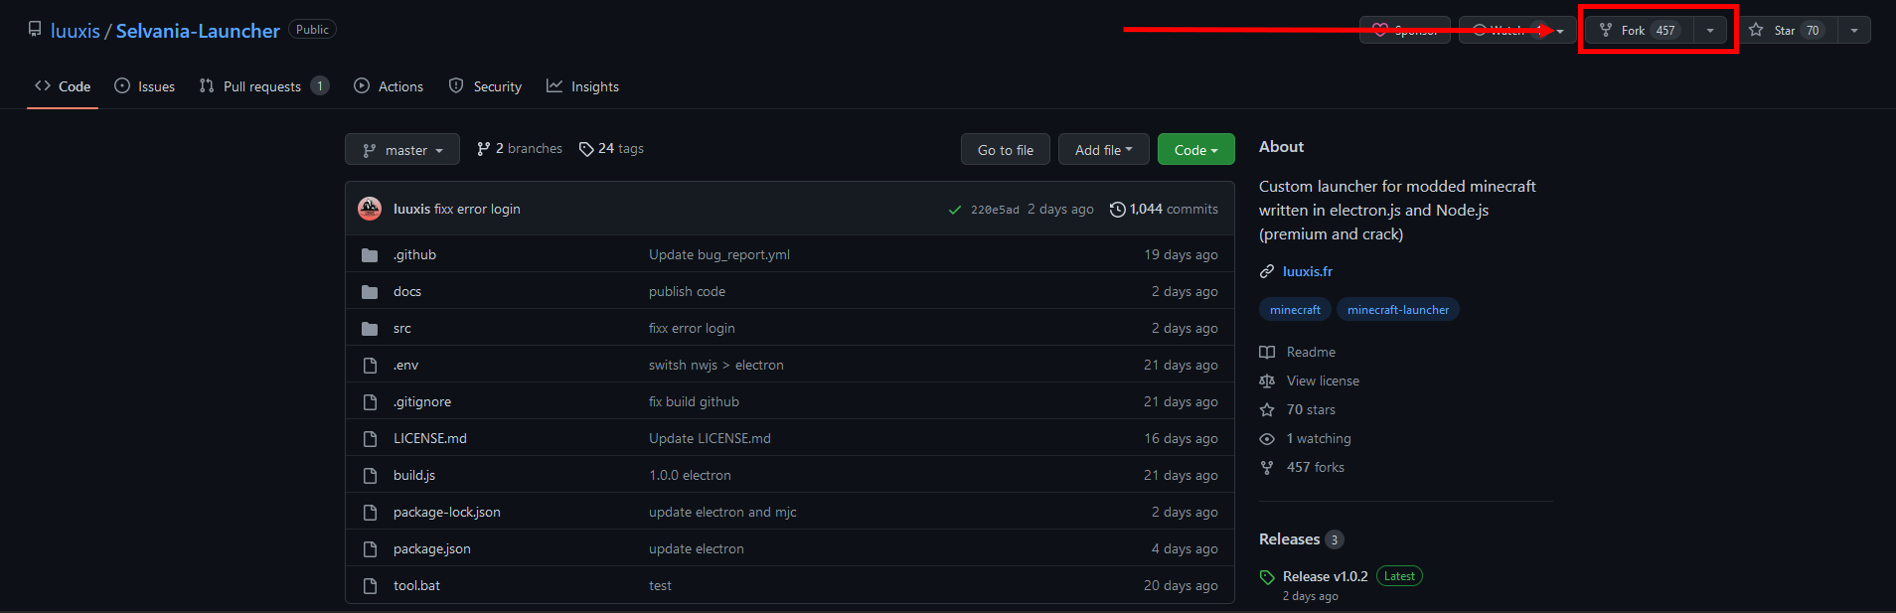 luuxis / Selvania-Launcher Public
Sponsor Watch 1 Fork 457 Star 70
Code Issues Pull requests 1 Actions Security Insights
master 2 branches 24 tags Go to file Add file Code
luuxis fixx error login 220e5ad 2 days ago 1,044 commits
.github Update bug_report.yml 19 days ago
docs publish code 2 days ago
src fixx error login 2 days ago
.env switsh nwjs > electron 21 days ago
.gitignore fix build github 21 days ago
LICENSE.md Update LICENSE.md 16 days ago
build.js 1.0.0 electron 21 days ago
package-lock.json update electron and mjc 2 days ago
package.json update electron 4 days ago
tool.bat test 20 days ago
About
Custom launcher for modded minecraft
written in electron.js and Node.js
(premium and crack)
luuxis.fr
minecraft minecraft-launcher
Readme
View license
70 stars
1 watching
457 forks
Releases 3
Release v1.0.2 Latest
2 days ago